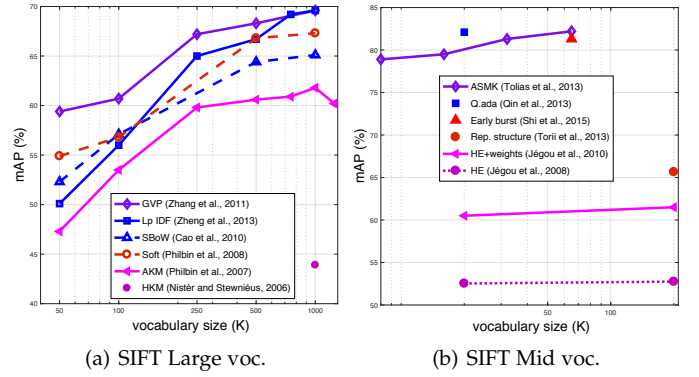 70
65
60
55
50
45
40
mAP (%)
50
100
250
500
1000
vocabulary size (K)
GVP (Zhang et al., 2011)
Lp IDF (Zheng et al., 2013)
SBoW (Cao et al., 2010)
Soft (Philbin et al., 2008)
AKM (Philbin et al., 2007)
HKM (Nistér and Stewniéus, 2006)
(a) SIFT Large voc.
85
80
75
70
65
60
55
50
mAP (%)
50
100
vocabulary size (K)
ASMK (Tolias et al., 2013)
Q.ada (Qin et al., 2013)
Early burst (Shi et al., 2015)
Rep. structure (Torii et al., 2013)
HE+weights (Jégou et al., 2010)
HE (Jégou et al., 2008)
(b) SIFT Mid voc.